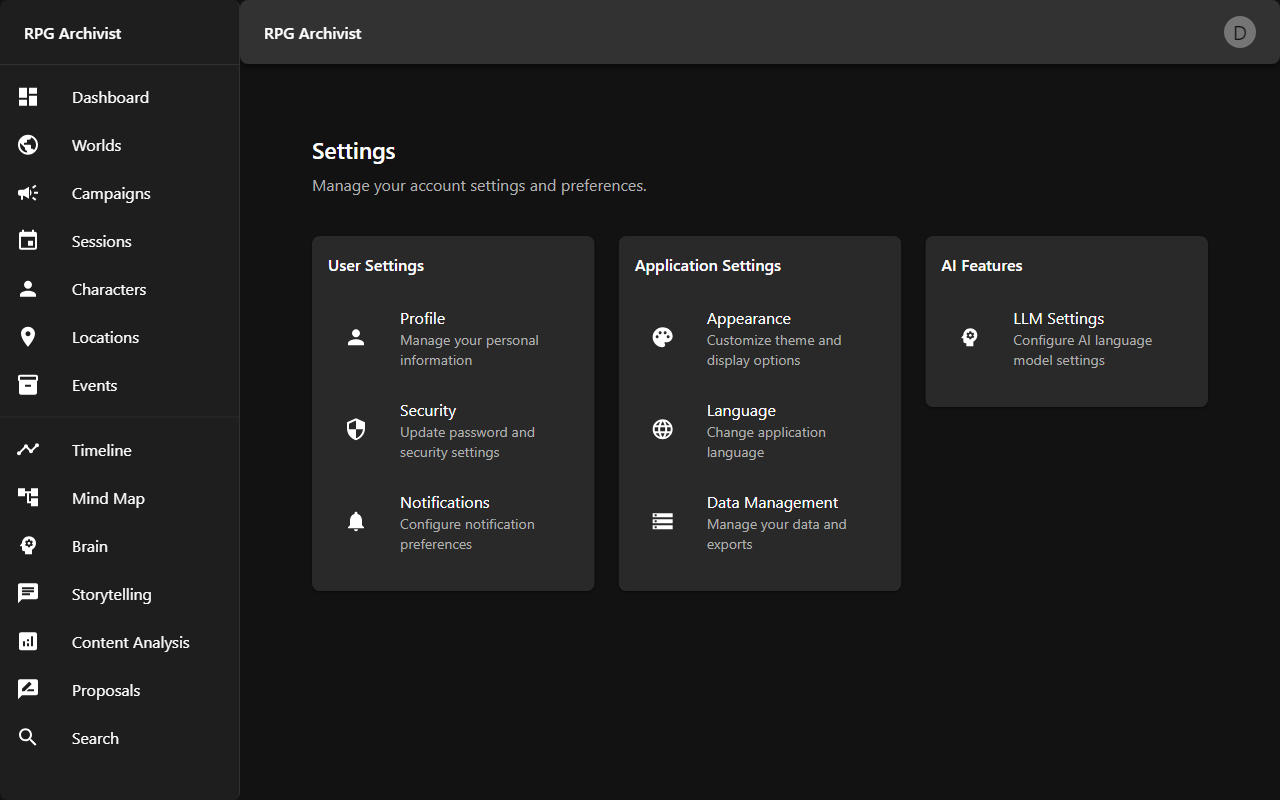 RPG Archivist
Dashboard
Worlds
Campaigns
Sessions
Characters
Locations
Events
Timeline
Mind Map
Brain
Storytelling
Content Analysis
Proposals
Search
RPG Archivist
D
Settings
Manage your account settings and preferences.
User Settings
Profile
Manage your personal
information
Security
Update password and
security settings
Notifications
Configure notification
preferences
Application Settings
Appearance
Customize theme and
display options
Language
Change application
language
Data Management
Manage your data and
exports
AI Features
LLM Settings
Configure AI language
model settings